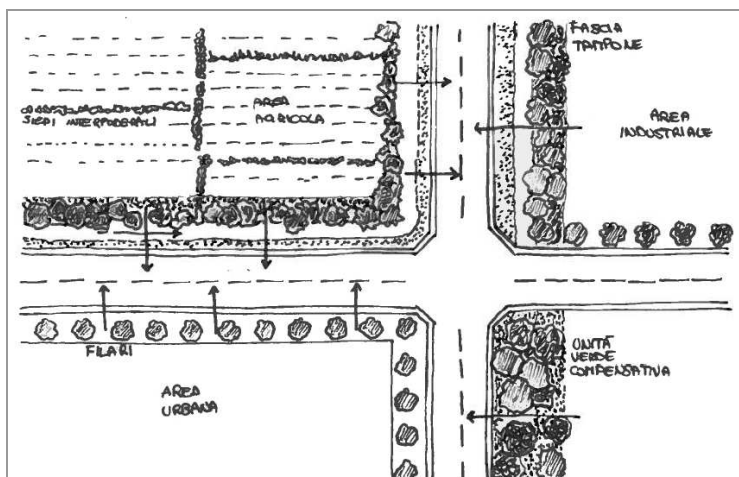 FASCIA
TAMPONE
AREA
AGRICOLA
SIEPI INTERPODERALI
AREA
INDUSTRIALE
FILARI
UNITÀ
VERDE
COMPENSATIVA
AREA
URBANA